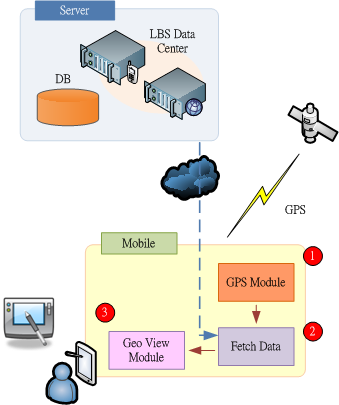 Server
LBS Data
Center
DB
GPS
Mobile
1
GPS Module
3
2
Geo View
Module
Fetch Data